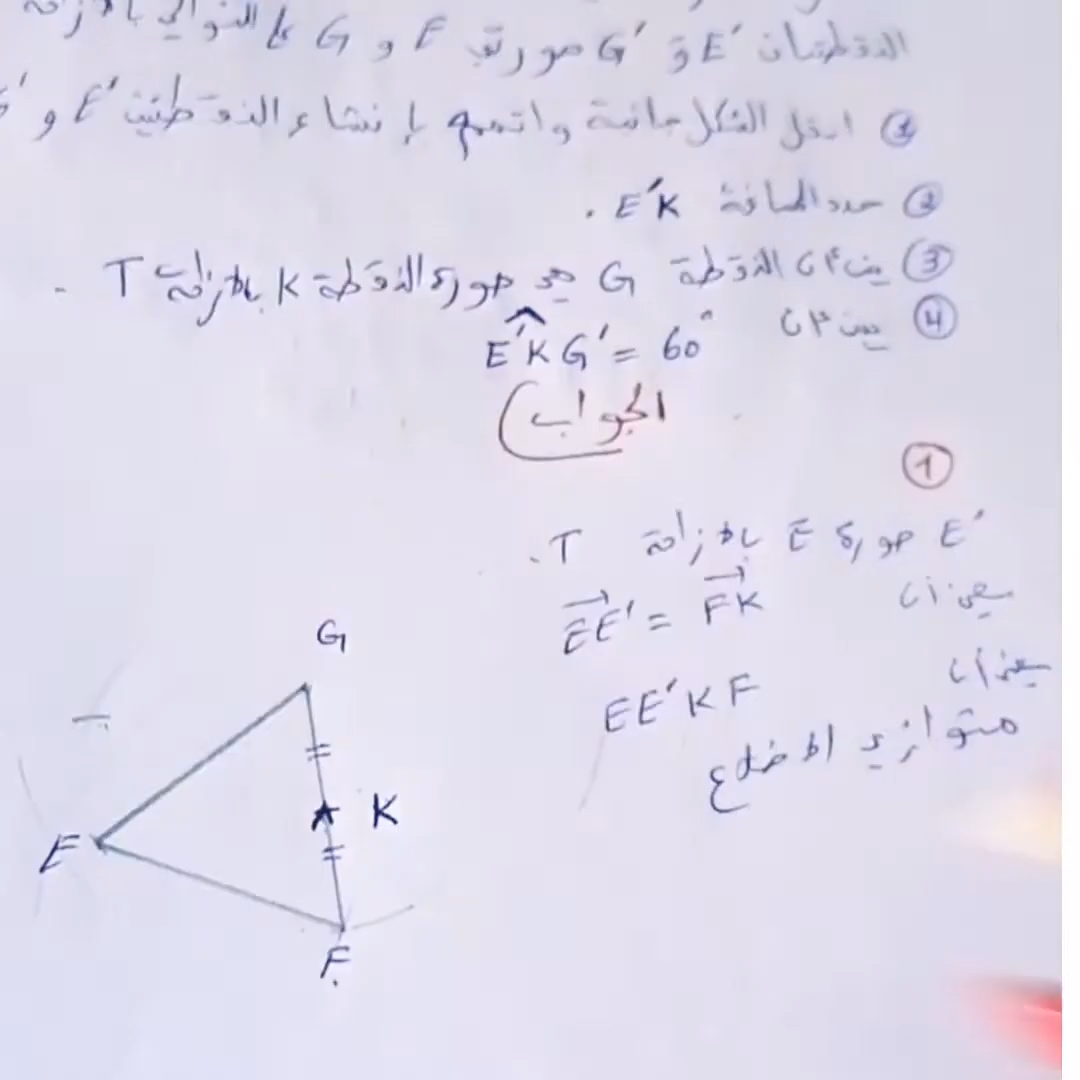 النقطتان E' و G' صورتي E و G على التوالي بالإزاحة
① انقل الشكل جانبه واتمم إنشاء النقطتين E' و G'
② حدد المسافة E'K .
③ بين أن النقطة G هي صورة النقطة K بالإزاحة T .
④ بين أن
E'K̂G' = 60°
الجواب
①
E' صورة E بالإزاحة T .
يعني أن EE'→ = FK→
يعني أن EE'KF
متوازي الأضلاع
G
K
E
F